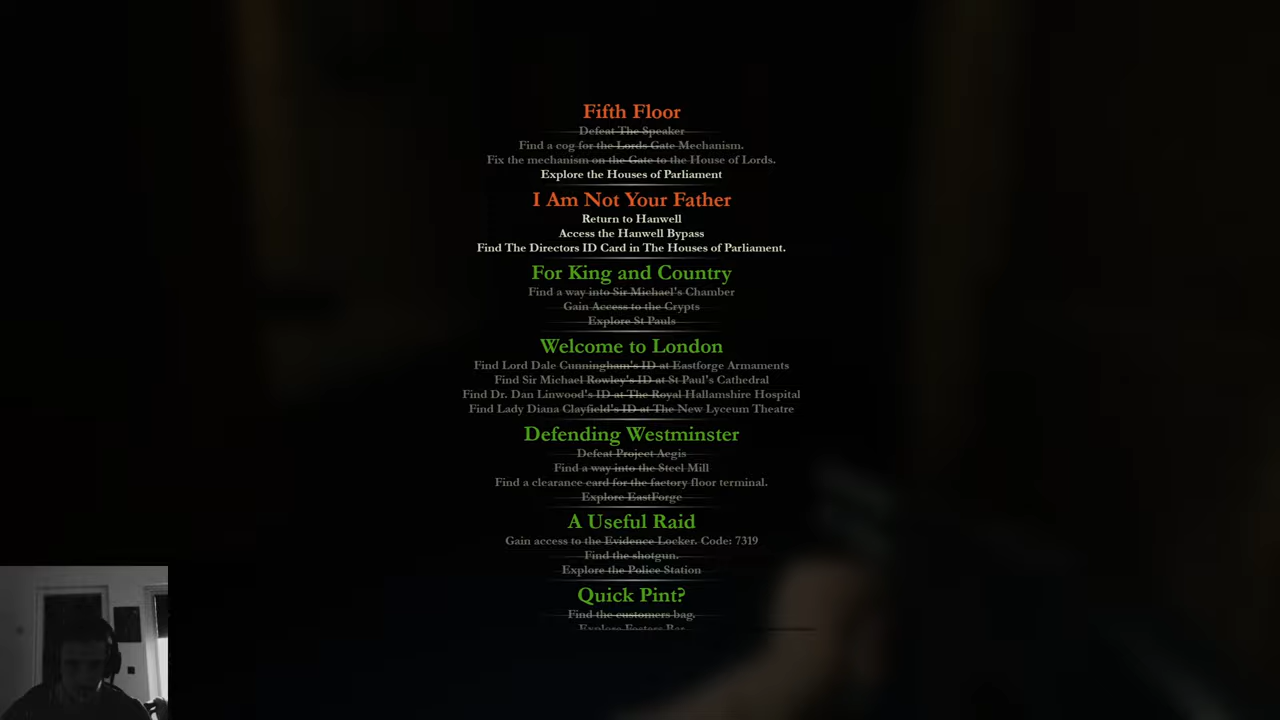 Fifth Floor
Defeat The Speaker
Find a cog for the Lords Gate Mechanism.
Fix the mechanism on the Gate to the House of Lords.
Explore the Houses of Parliament
I Am Not Your Father
Return to Hanwell
Access the Hanwell Bypass
Find The Directors ID Card in The Houses of Parliament.
For King and Country
Find a way into Sir Michael's Chamber
Gain Access to the Crypts
Explore St Pauls
Welcome to London
Find Lord Dale Cunningham's ID at Eastforge Armaments
Find Sir Michael Rowley's ID at St Paul's Cathedral
Find Dr. Dan Linwood's ID at The Royal Hallamshire Hospital
Find Lady Diana Clayfield's ID at The New Lyceum Theatre
Defending Westminster
Defeat Project Aegis
Find a way into the Steel Mill
Find a clearance card for the factory floor terminal.
Explore EastForge
A Useful Raid
Gain access to the Evidence Locker. Code: 7319
Find the shotgun.
Explore the Police Station
Quick Pint?
Find the customers bag.
Explore Fosters Bar